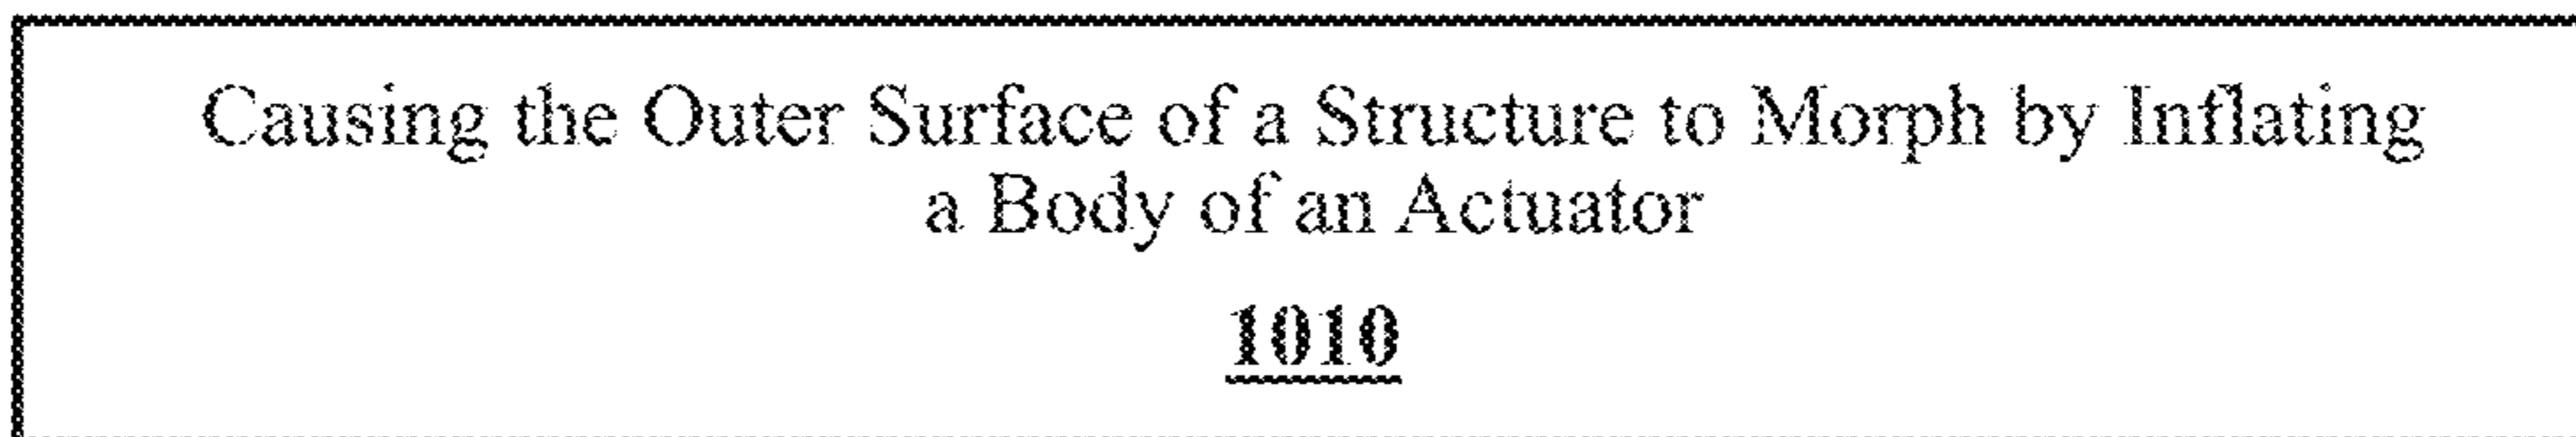 Causing the Outer Surface of a Structure to Morph by Inflating
a Body of an Actuator
1010